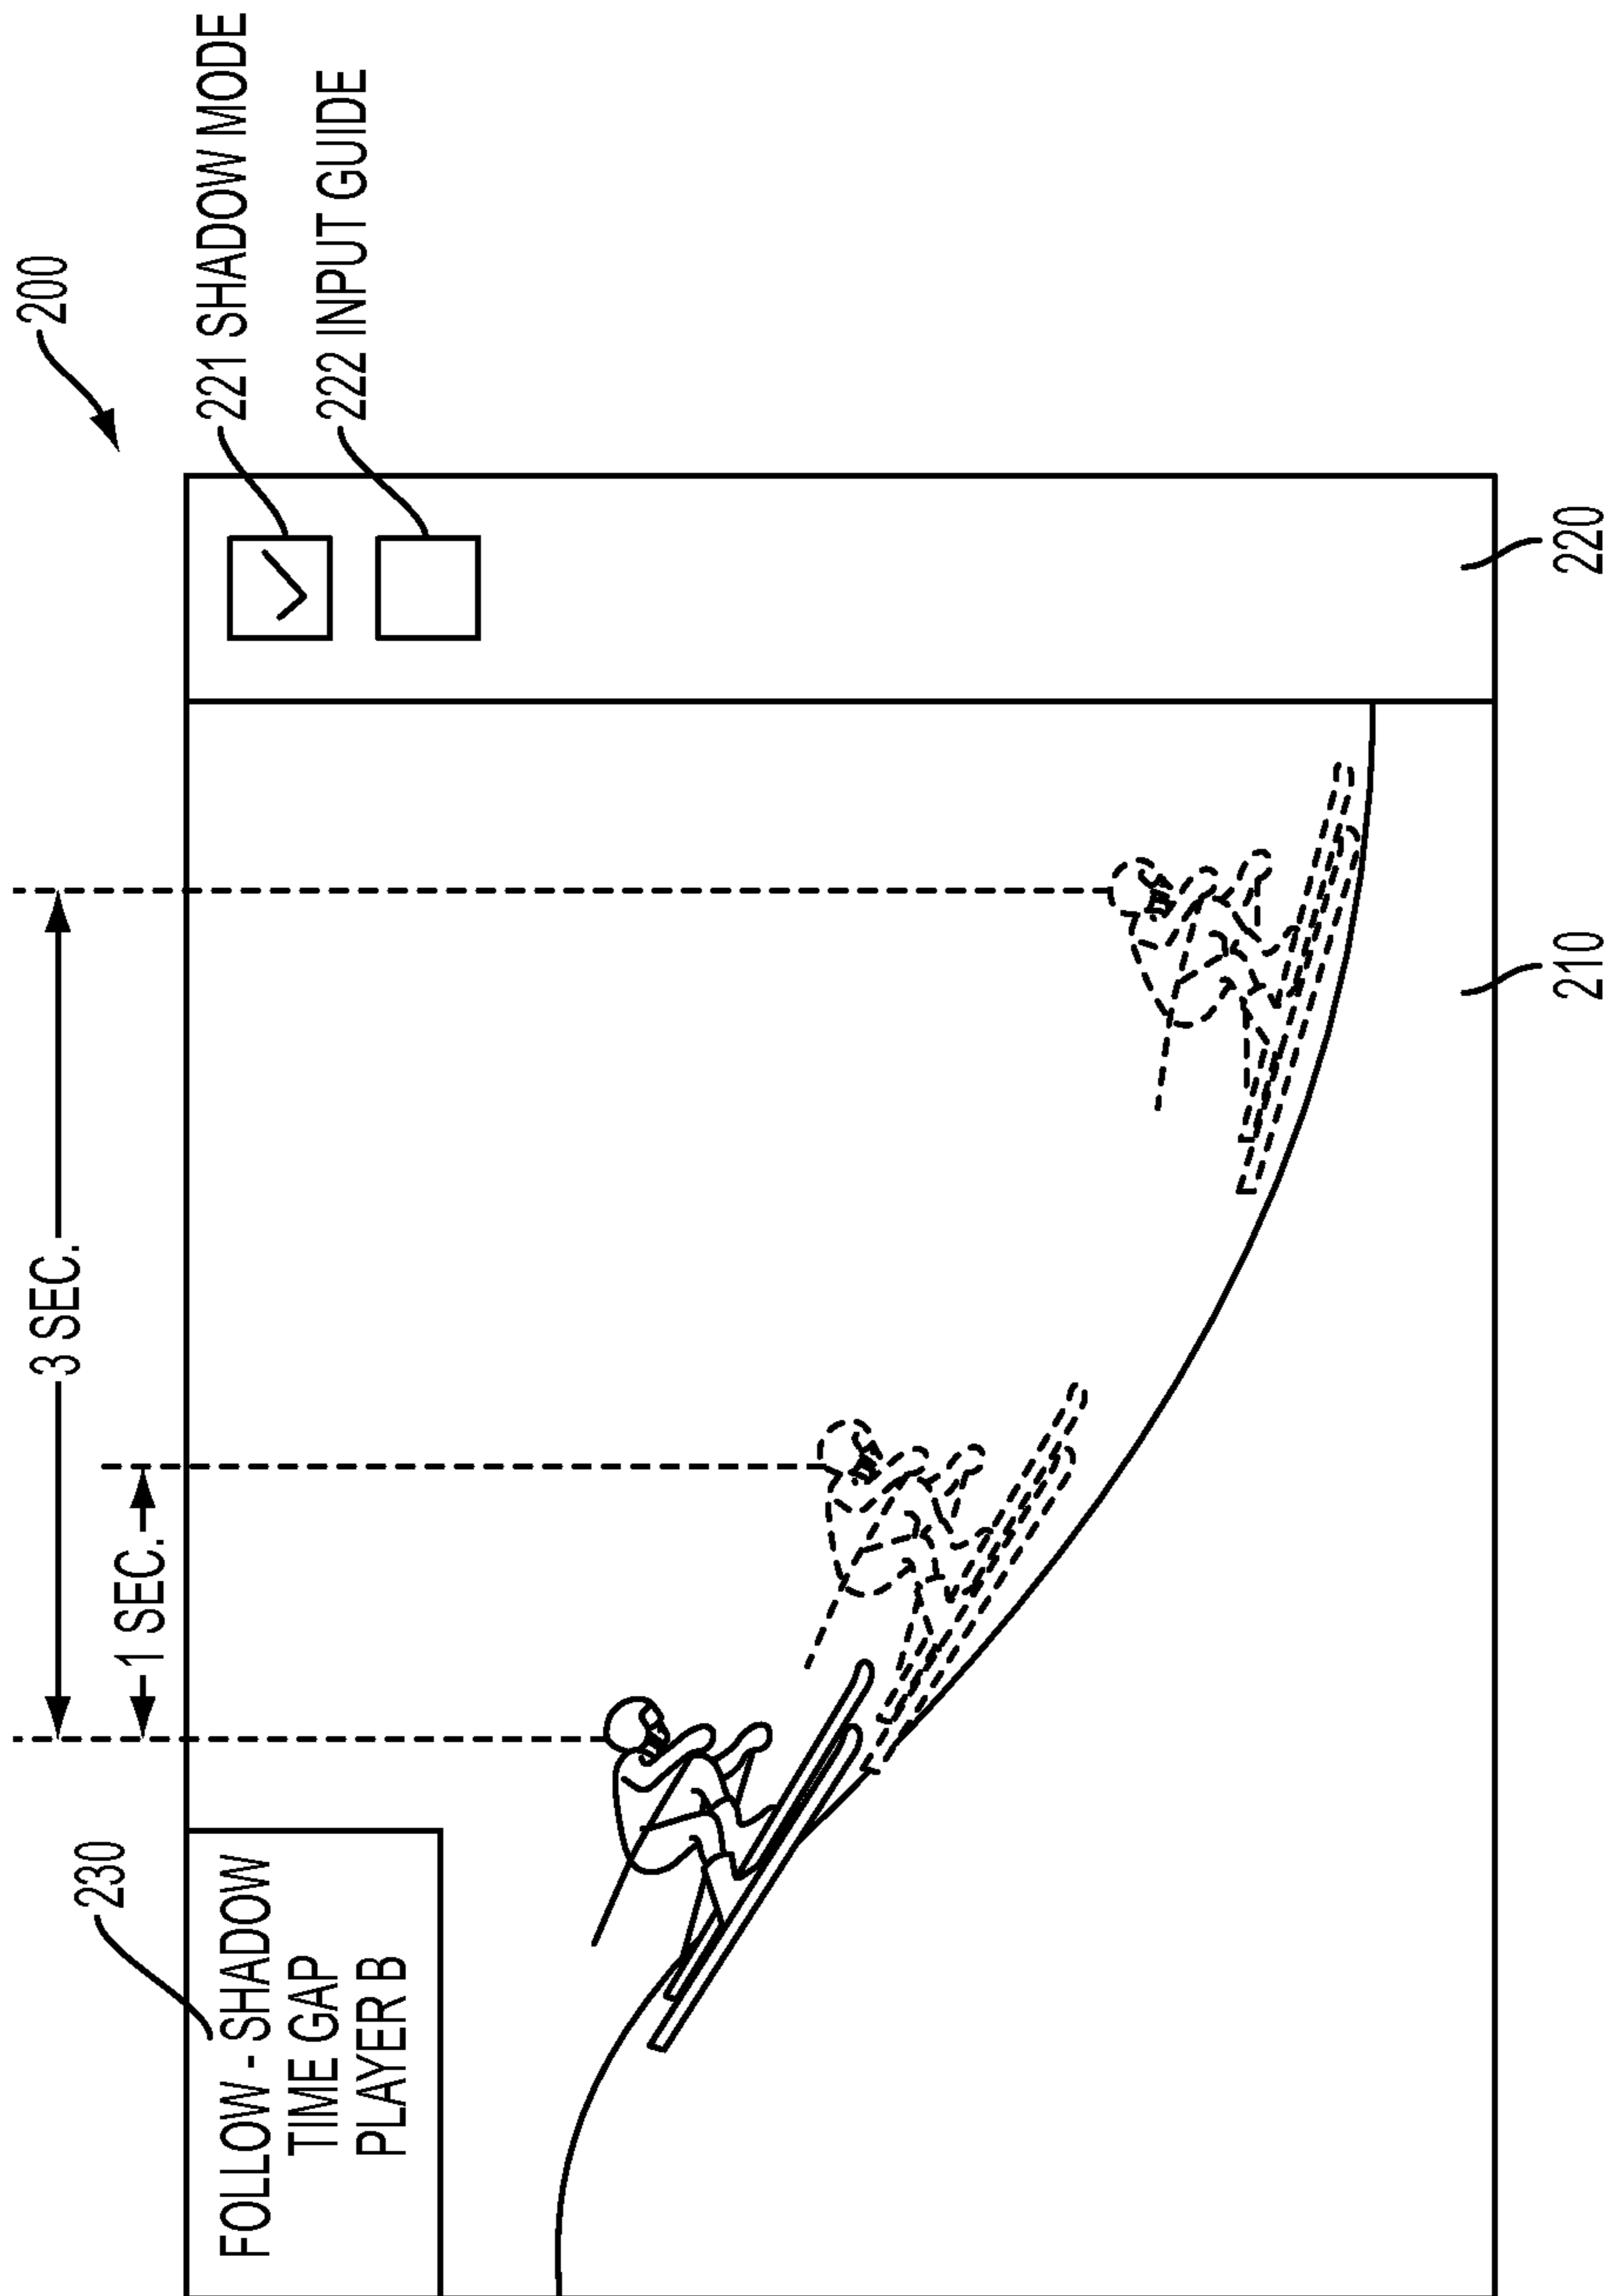 200
3 SEC.
1 SEC.
230
FOLLOW - SHADOW
TIME GAP
PLAYER B
221 SHADOW MODE
222 INPUT GUIDE
210
220